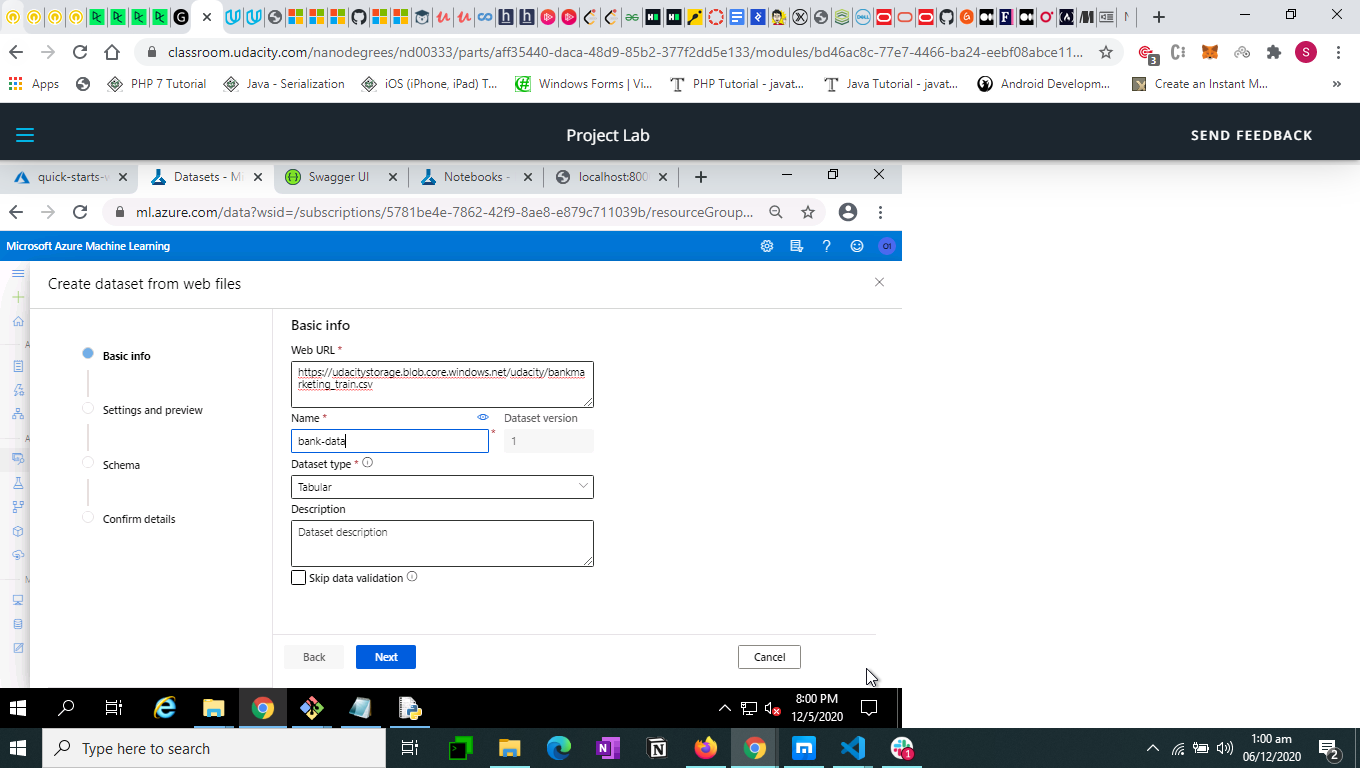 classroom.udacity.com/nanodegrees/nd00333/parts/aff35440-daca-48d9-85b2-377f2dd5e133/modules/bd46ac8c-77e7-4466-ba24-eebf08abce11...
3
S
Apps
PHP 7 Tutorial
Java - Serialization
iOS (iPhone, iPad) T...
Windows Forms | Vi...
PHP Tutorial - javat...
Java Tutorial - javat...
Android Developm...
Create an Instant M...
»
Project Lab
SEND FEEDBACK
quick-starts-w
Datasets - Mi
Swagger UI
Notebooks -
localhost:800
ml.azure.com/data?wsid=/subscriptions/5781be4e-7862-42f9-8ae8-e879c711039b/resourceGroup...
Microsoft Azure Machine Learning
Create dataset from web files
Basic info
Settings and preview
Schema
Confirm details
Basic info
Web URL *
https://udacitystorage.blob.core.windows.net/udacity/bankma
rketing_train.csv
Name *
Dataset version
bank-data
*
1
Dataset type *
Tabular
Description
Dataset description
Skip data validation
Back
Next
Cancel
8:00 PM
12/5/2020
Type here to search
1
1:00 am
06/12/2020
2